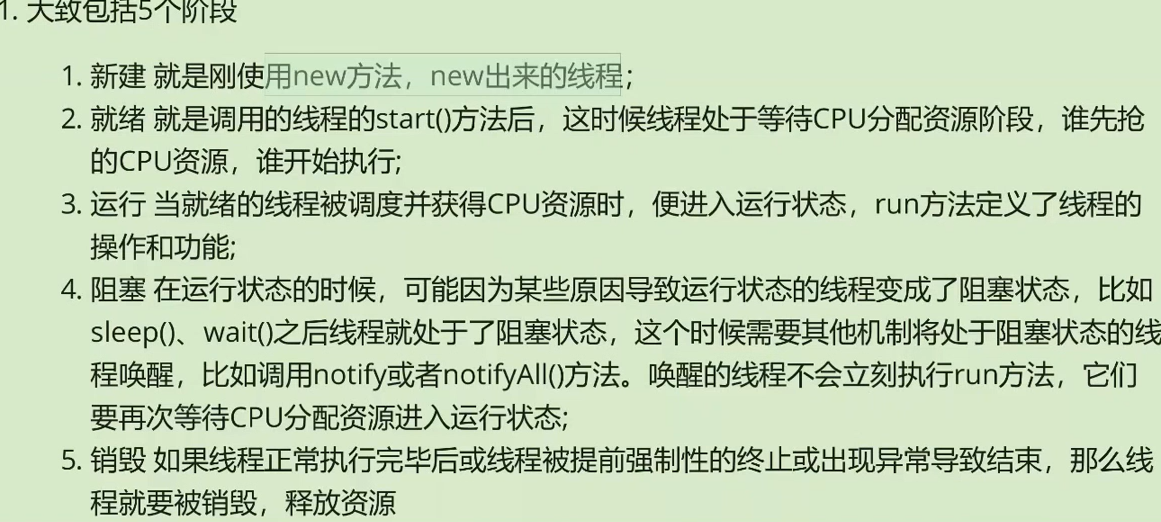 1. 大致包括5个阶段
1. 新建 就是刚使用new方法，new出来的线程；
2. 就绪 就是调用的线程的start()方法后，这时候线程处于等待CPU分配资源阶段，谁先抢
的CPU资源，谁开始执行;
3. 运行 当就绪的线程被调度并获得CPU资源时，便进入运行状态，run方法定义了线程的
操作和功能;
4. 阻塞 在运行状态的时候，可能因为某些原因导致运行状态的线程变成了阻塞状态，比如
sleep()、wait()之后线程就处于了阻塞状态，这个时候需要其他机制将处于阻塞状态的线
程唤醒，比如调用notify或者notifyAll()方法。唤醒的线程不会立刻执行run方法，它们
要再次等待CPU分配资源进入运行状态;
5. 销毁 如果线程正常执行完毕后或线程被提前强制性的终止或出现异常导致结束，那么线
程就要被销毁，释放资源